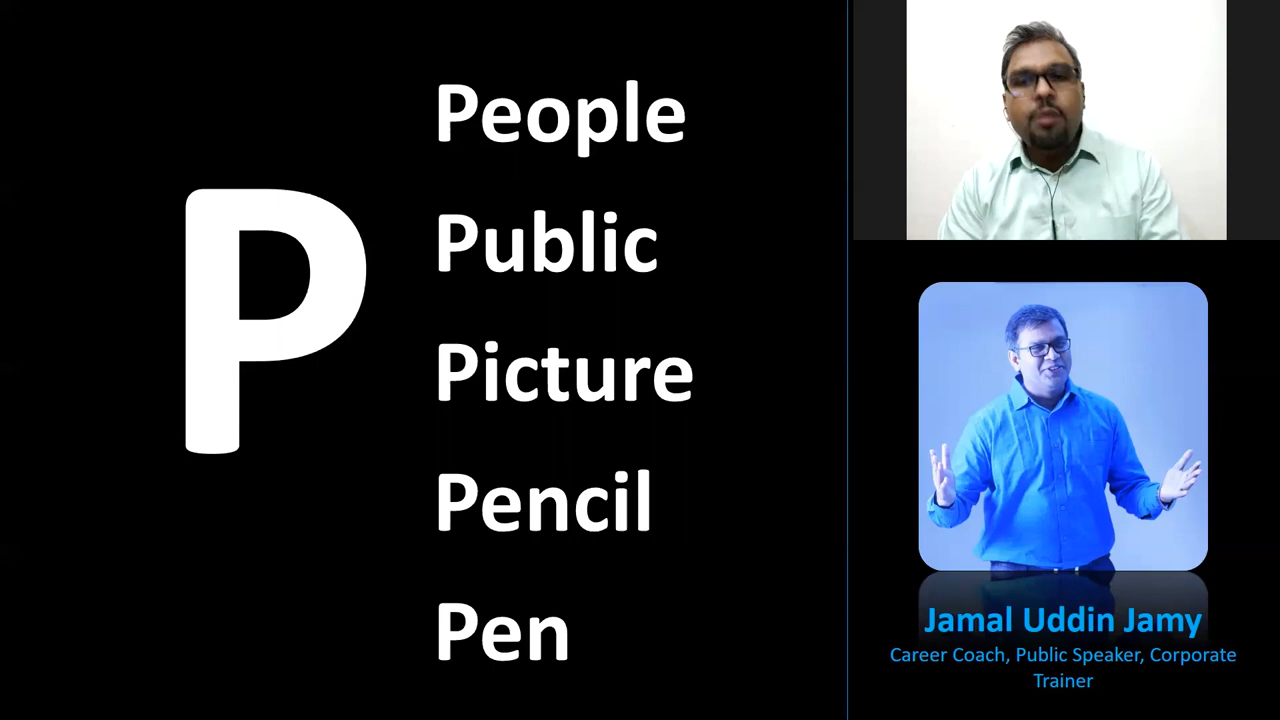 P
People
Public
Picture
Pencil
Pen
Jamal Uddin Jamy
Career Coach, Public Speaker, Corporate
Trainer